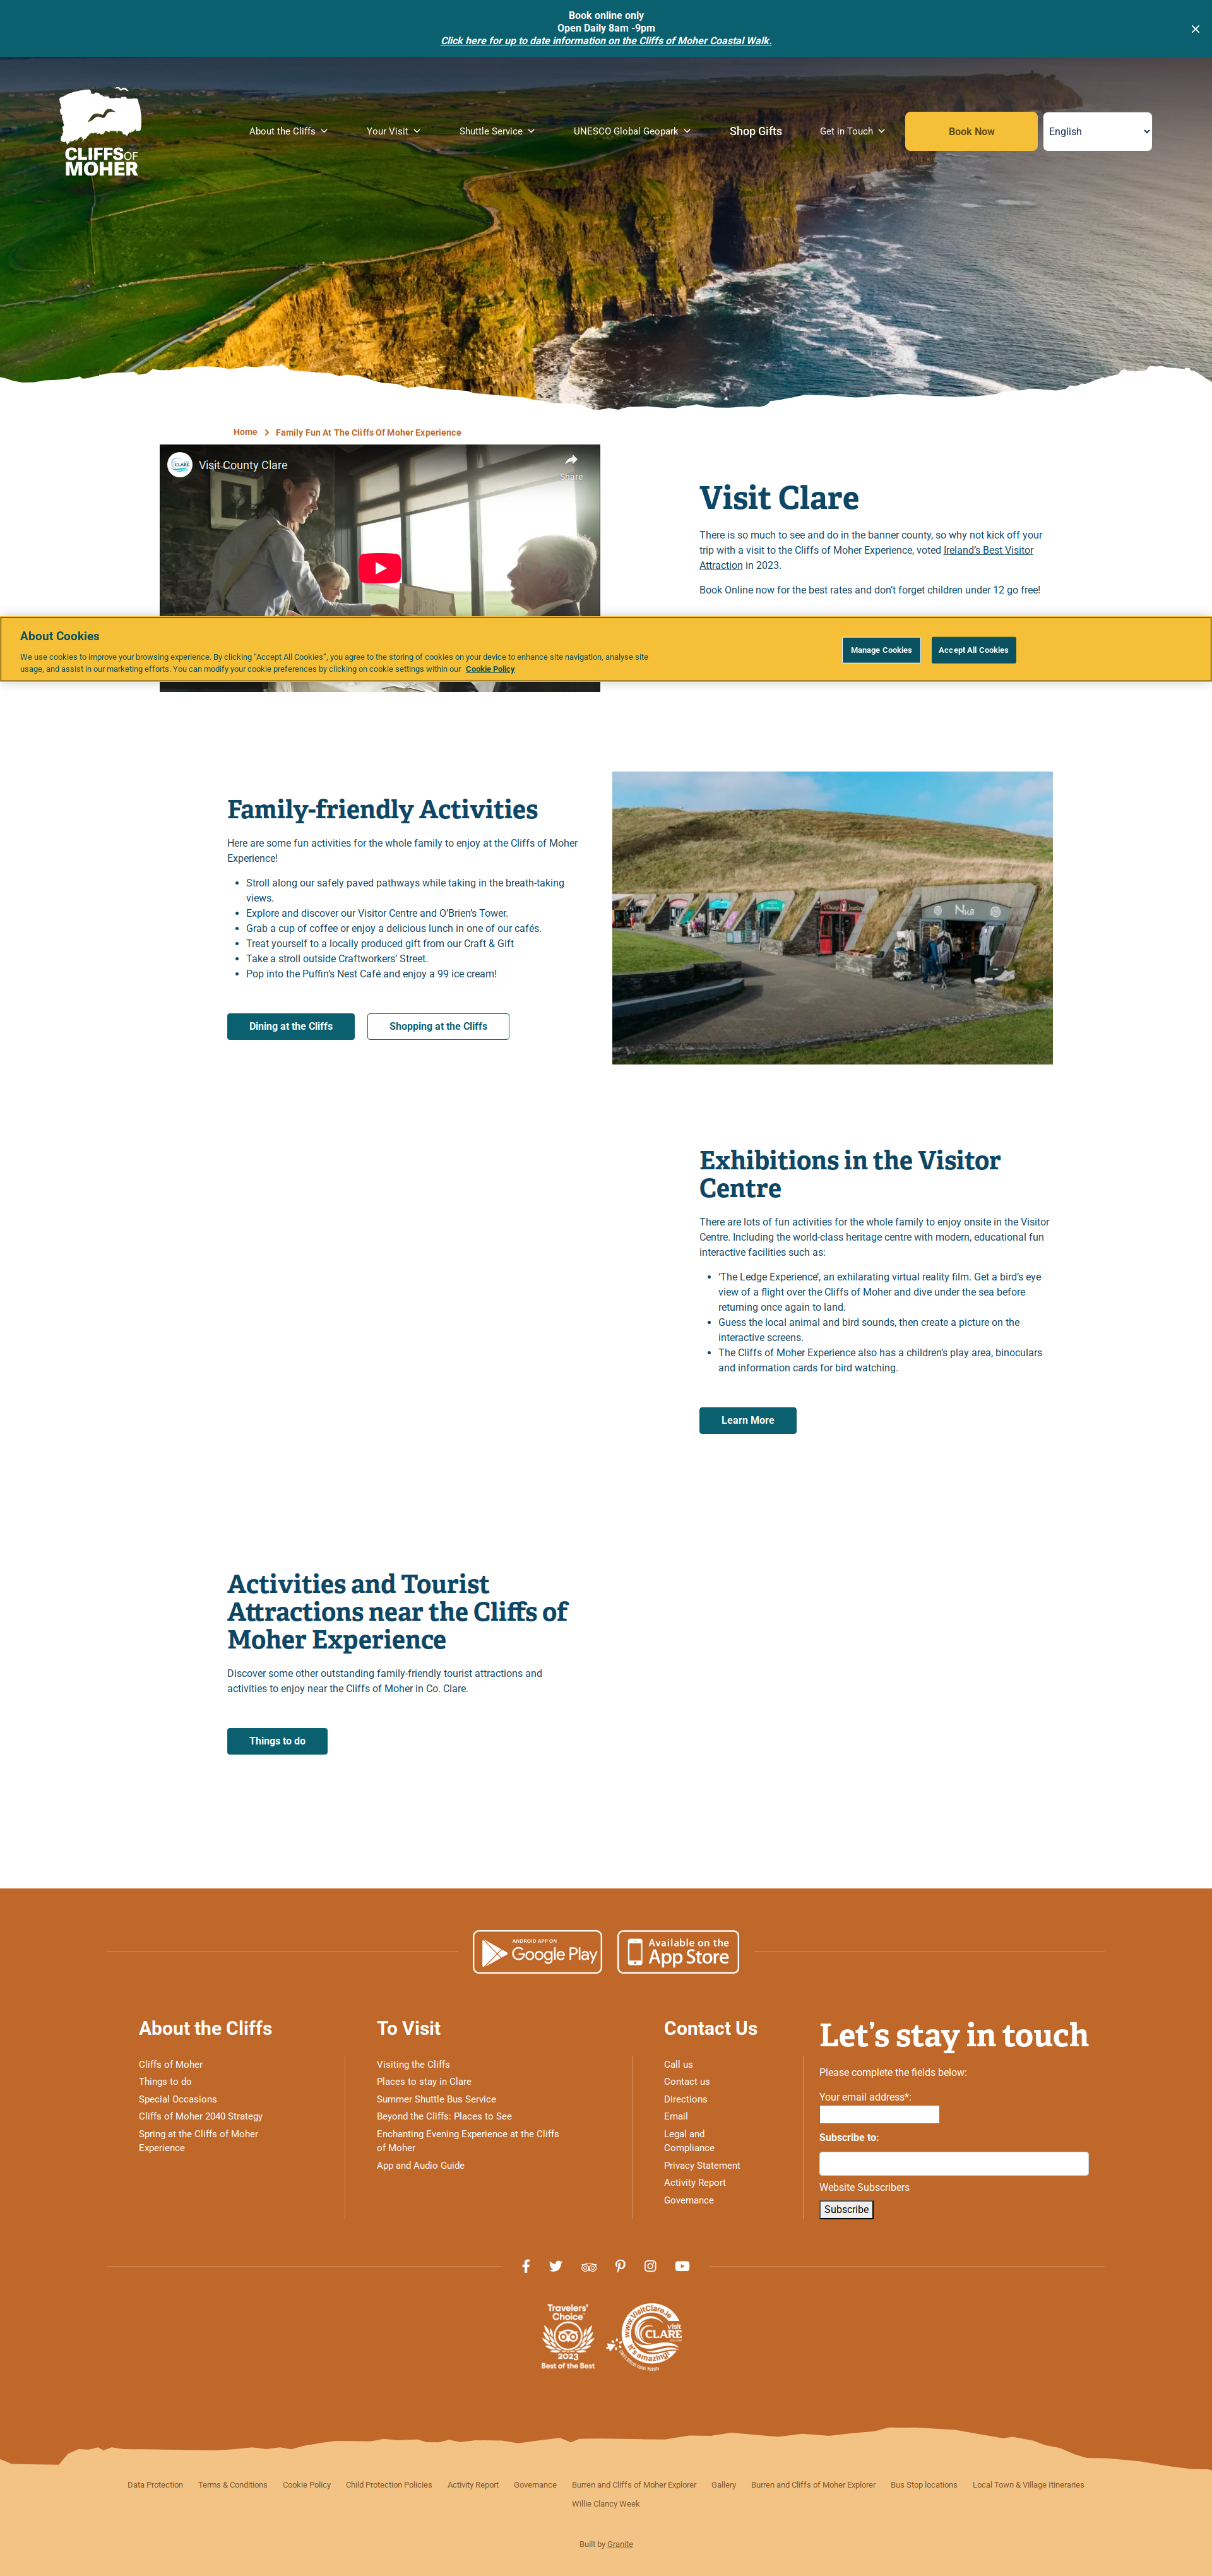 Book online only
Open Daily 8am -9pm
Click here for up to date information on the Cliffs of Moher Coastal Walk.
CLIFFS OF
MOHER
About the Cliffs
Your Visit
Shuttle Service
UNESCO Global Geopark
Shop Gifts
Get in Touch
Book Now
English
Home
Family Fun At The Cliffs Of Moher Experience
CLARE
Visit County Clare
Share
Visit Clare
There is so much to see and do in the banner county, so why not kick off your
trip with a visit to the Cliffs of Moher Experience, voted Ireland's Best Visitor
Attraction in 2023.
Book Online now for the best rates and don't forget children under 12 go free!
About Cookies
We use cookies to improve your browsing experience. By clicking "Accept All Cookies", you agree to the storing of cookies on your device to enhance site navigation, analyse site
usage, and assist in our marketing efforts. You can modify your cookie preferences by clicking on cookie settings within our Cookie Policy
Manage Cookies
Accept All Cookies
Family-friendly Activities
Here are some fun activities for the whole family to enjoy at the Cliffs of Moher
Experience!
• Stroll along our safely paved pathways while taking in the breath-taking
views.
• Explore and discover our Visitor Centre and O'Brien's Tower.
• Grab a cup of coffee or enjoy a delicious lunch in one of our cafés.
• Treat yourself to a locally produced gift from our Craft & Gift
• Take a stroll outside Craftworkers' Street.
• Pop into the Puffin's Nest Café and enjoy a 99 ice cream!
Dining at the Cliffs
Shopping at the Cliffs
Exhibitions in the Visitor
Centre
There are lots of fun activities for the whole family to enjoy onsite in the Visitor
Centre. Including the world-class heritage centre with modern, educational fun
interactive facilities such as:
• 'The Ledge Experience', an exhilarating virtual reality film. Get a bird's eye
view of a flight over the Cliffs of Moher and dive under the sea before
returning once again to land.
• Guess the local animal and bird sounds, then create a picture on the
interactive screens.
• The Cliffs of Moher Experience also has a children's play area, binoculars
and information cards for bird watching.
Learn More
Activities and Tourist
Attractions near the Cliffs of
Moher Experience
Discover some other outstanding family-friendly tourist attractions and
activities to enjoy near the Cliffs of Moher in Co. Clare.
Things to do
ANDROID APP ON
Google Play
Available on the
App Store
About the Cliffs
Cliffs of Moher
Things to do
Special Occasions
Cliffs of Moher 2040 Strategy
Spring at the Cliffs of Moher
Experience
To Visit
Visiting the Cliffs
Places to stay in Clare
Summer Shuttle Bus Service
Beyond the Cliffs: Places to See
Enchanting Evening Experience at the Cliffs
of Moher
App and Audio Guide
Contact Us
Call us
Contact us
Directions
Email
Legal and
Compliance
Privacy Statement
Activity Report
Governance
Let's stay in touch
Please complete the fields below:
Your email address*:
Subscribe to:
Website Subscribers
Subscribe
Travelers'
Choice
2023
Best of the Best
www.VisitClare.ie
visit
CLARE
it's amazing!
Data Protection
Terms & Conditions
Cookie Policy
Child Protection Policies
Activity Report
Governance
Burren and Cliffs of Moher Explorer
Gallery
Burren and Cliffs of Moher Explorer
Bus Stop locations
Local Town & Village Itineraries
Willie Clancy Week
Built by Granite